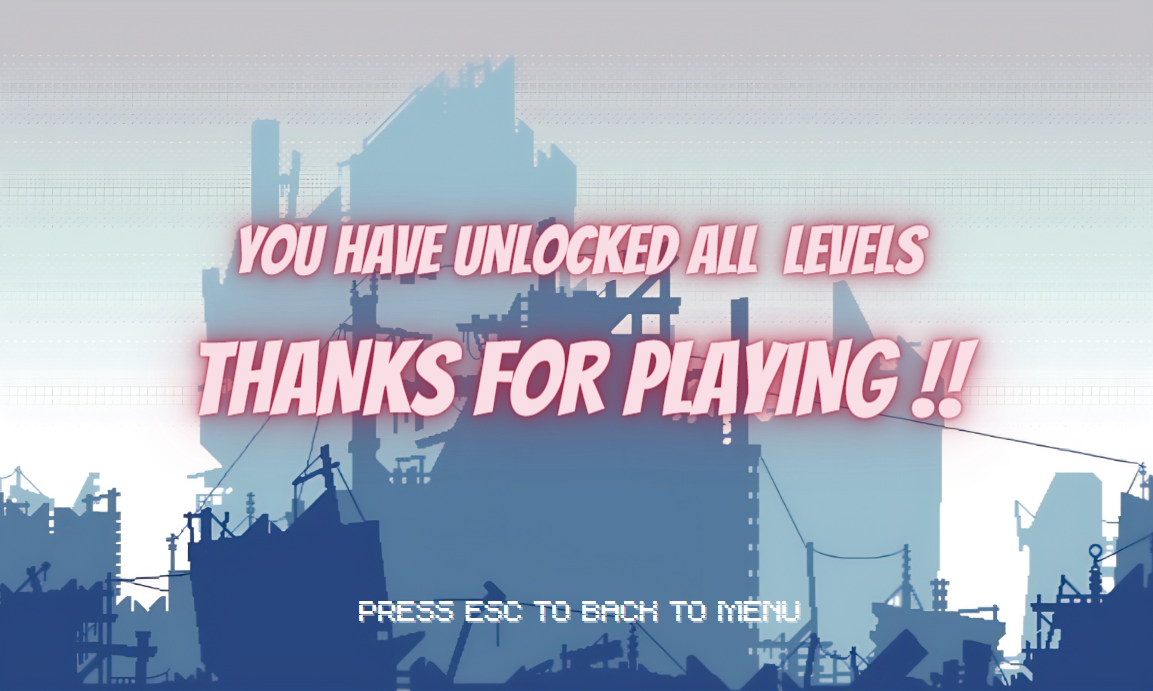 YOU HAVE UNLOCKED ALL LEVELS
THANKS FOR PLAYING !!
PRESS ESC TO BACK TO MENU